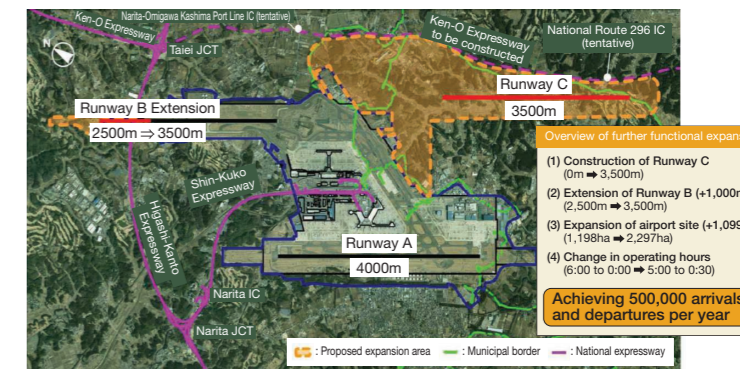 Narita-Omigawa Kashima Port Line IC (tentative)
Ken-O Expressway
Taiei JCT
N
Ken-O Expressway
to be constructed
National Route 296 IC
(tentative)
Runway B Extension
2500m ⇒ 3500m
Runway C
3500m
Shin-Kuko
Expressway
Higashi-Kanto
Expressway
Runway A
4000m
Narita IC
Narita JCT
Overview of further functional expans
(1) Construction of Runway C
(0m ➡ 3,500m)
(2) Extension of Runway B (+1,000m
(2,500m ➡ 3,500m)
(3) Expansion of airport site (+1,099
(1,198ha ➡ 2,297ha)
(4) Change in operating hours
(6:00 to 0:00 ➡ 5:00 to 0:30)
Achieving 500,000 arrivals
and departures per year
: Proposed expansion area : Municipal border : National expressway